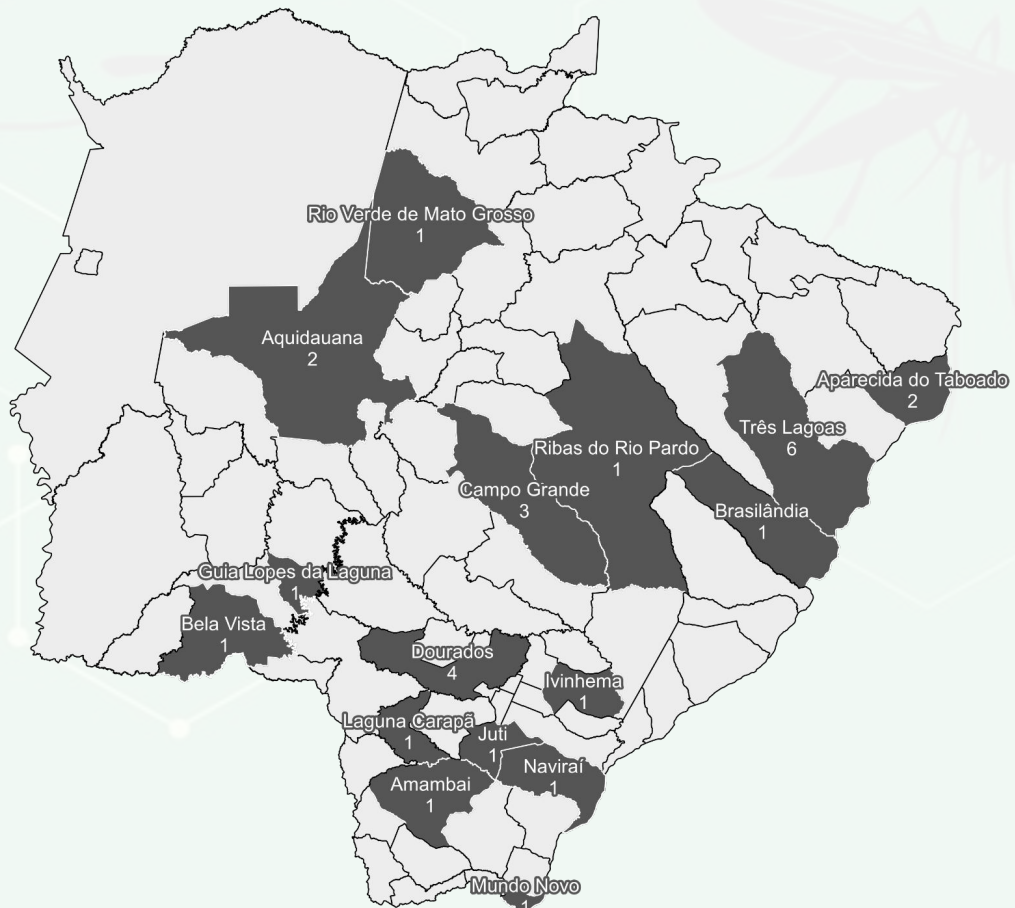 Rio Verde de Mato Grosso
1
Aquidauana
2
Aparecida do Taboado
2
Três Lagoas
6
Ribas do Rio Pardo
1
Campo Grande
3
Brasilândia
1
Guia Lopes da Laguna
1
Bela Vista
1
Dourados
4
Ivinhema
1
Laguna Carapã
1
Juti
1
Naviraí
1
Amambai
1
Mundo Novo
1